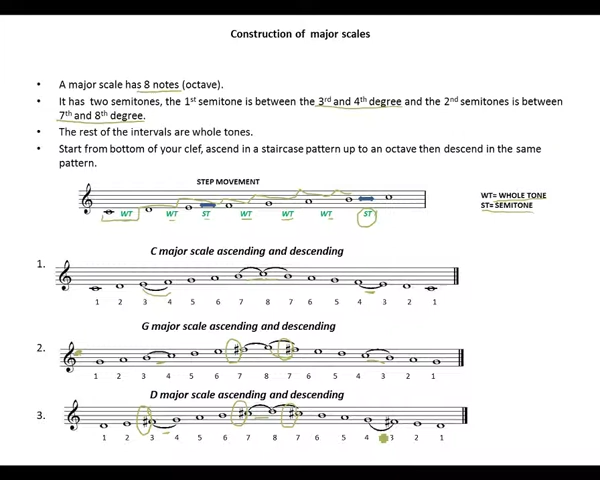 Construction of major scales
• A major scale has 8 notes (octave).
• It has two semitones, the 1st semitone is between the 3rd and 4th degree and the 2nd semitones is between
7th and 8th degree.
• The rest of the intervals are whole tones.
• Start from bottom of your clef, ascend in a staircase pattern up to an octave then descend in the same
pattern.
STEP MOVEMENT
WT= WHOLE TONE
ST= SEMITONE
WT WT ST WT WT WT ST
C major scale ascending and descending
1.
1 2 3 4 5 6 7 8 7 6 5 4 3 2 1
G major scale ascending and descending
2.
1 2 3 4 5 6 7 8 7 6 5 4 3 2 1
D major scale ascending and descending
3.
1 2 3 4 5 6 7 8 7 6 5 4 3 2 1